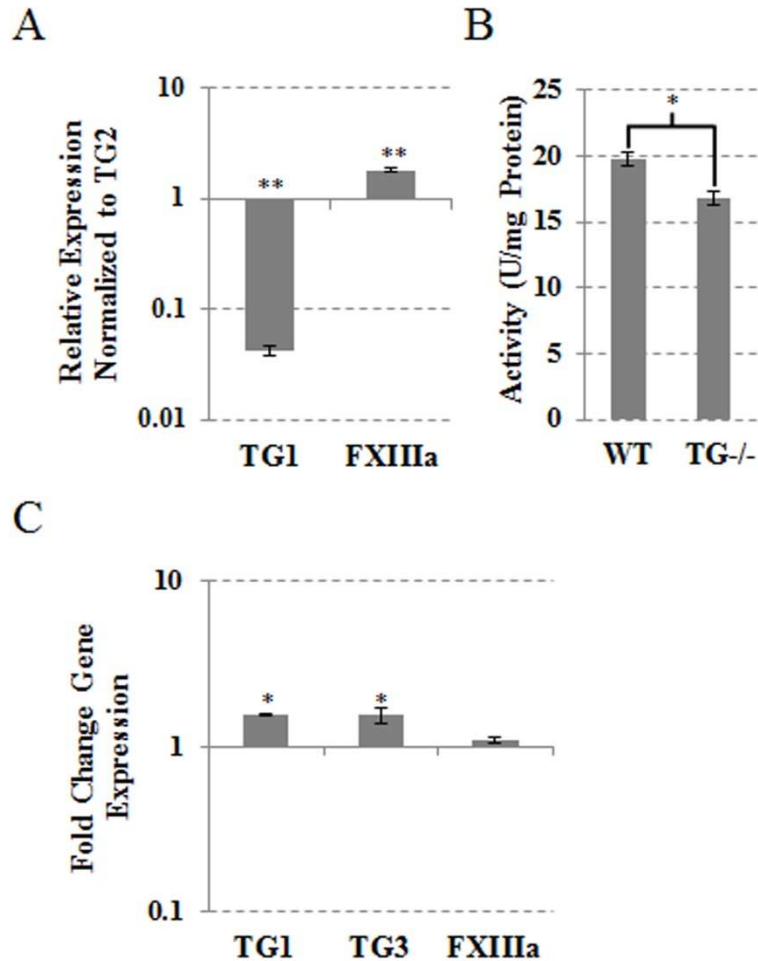 A
Relative Expression
Normalized to TG2
10
1
0.1
0.01
**
**
TG1 FXIIIa
B
Activity (U/mg Protein)
25
20
15
10
5
0
*
WT TG-/-
C
Fold Change Gene
Expression
10
1
0.1
*
*
TG1 TG3 FXIIIa